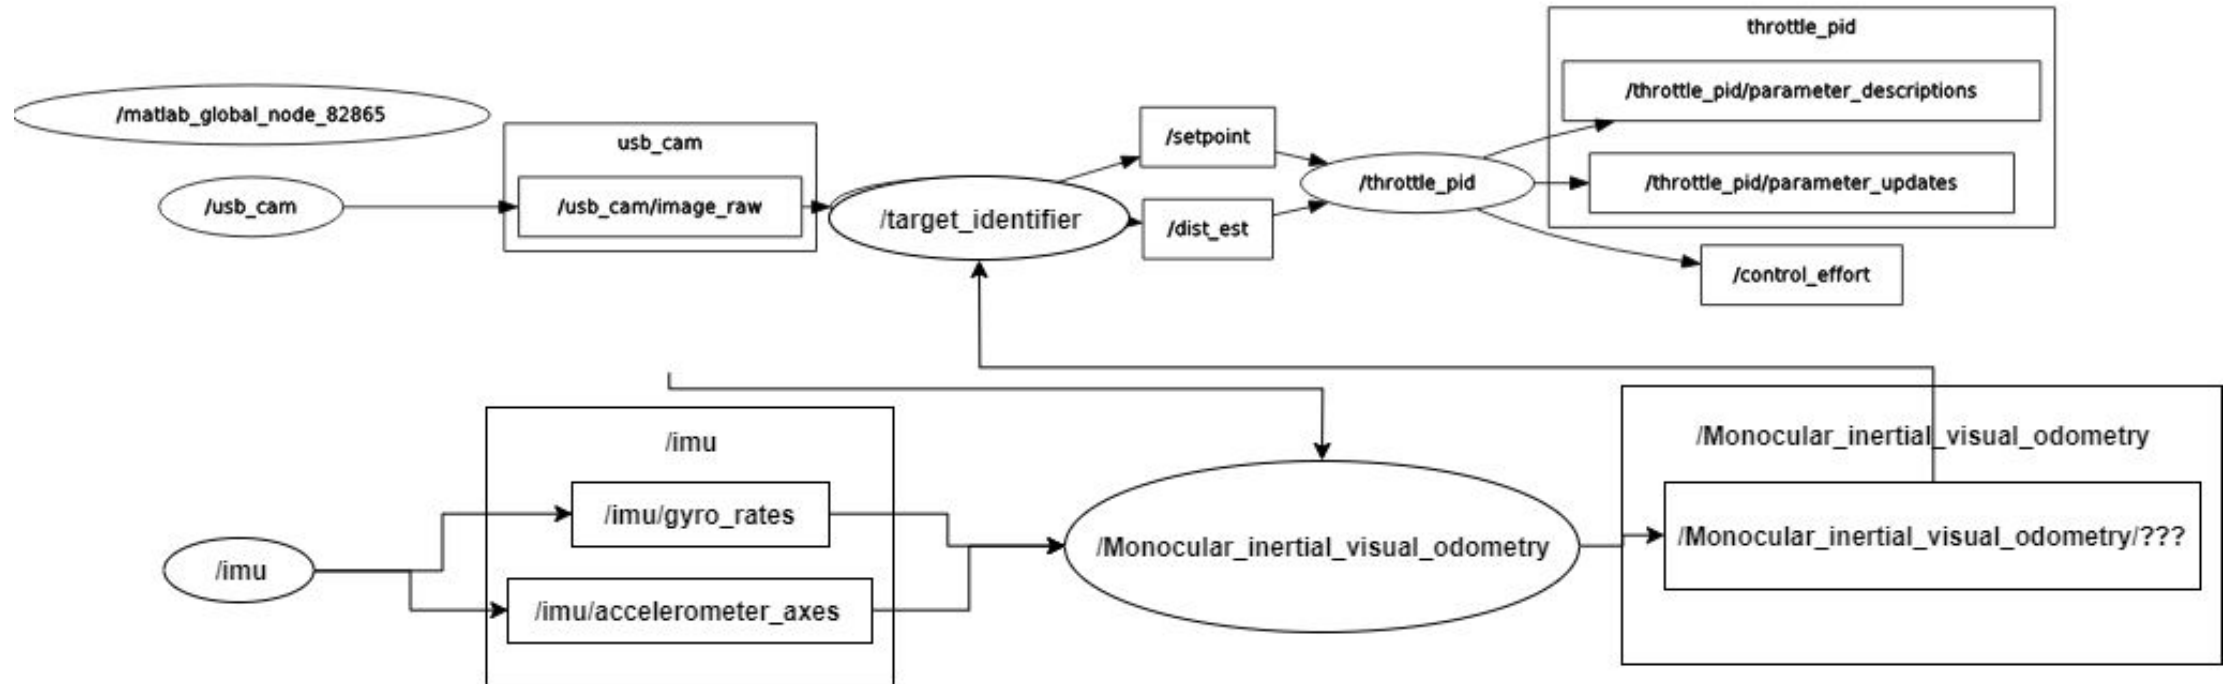 throttle_pid
/throttle_pid/parameter_descriptions
/matlab_global_node_82865
usb_cam
/setpoint
/usb_cam
/usb_cam/image_raw
/target_identifier
/throttle_pid
/throttle_pid/parameter_updates
/dist_est
/control_effort
/imu
/Monocular_inertial_visual_odometry
/imu/gyro_rates
/imu
/Monocular_inertial_visual_odometry
/Monocular_inertial_visual_odometry/???
/imu/accelerometer_axes